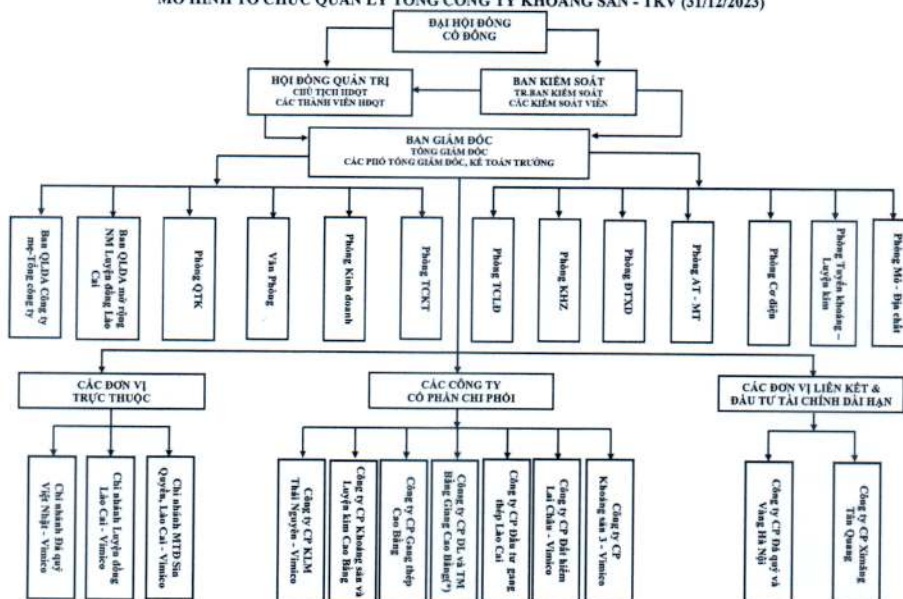 MÔ HÌNH TỔ CHỨC QUẢN LÝ TỔNG CÔNG TY KHOÁNG SẢN - TKV (31/12/2023)
ĐẠI HỘI ĐỒNG
CỔ ĐÔNG
HỘI ĐỒNG QUẢN TRỊ
CHỦ TỊCH HĐQT
CÁC THÀNH VIÊN HĐQT
BAN KIỂM SOÁT
TR.BAN KIỂM SOÁT
CÁC KIỂM SOÁT VIÊN
BAN GIÁM ĐỐC
TỔNG GIÁM ĐỐC
CÁC PHÓ TỔNG GIÁM ĐỐC, KẾ TOÁN TRƯỞNG
Ban QLDA Công ty
mẹ-Tổng công ty
Ban QLDA mở rộng
NM Luyện đồng Lào
Cai
Phòng QTK
Văn Phòng
Phòng Kinh doanh
Phòng TCKT
Phòng TCLĐ
Phòng KHZ
Phòng ĐTXD
Phòng AT - MT
Phòng Cơ điện
Phòng Tuyển khoáng –
Luyện kim
Phòng Mỏ - Địa chất
CÁC ĐƠN VỊ
TRỰC THUỘC
CÁC CÔNG TY
CỔ PHẦN CHI PHỐI
CÁC ĐƠN VỊ LIÊN KẾT &
ĐẦU TƯ TÀI CHÍNH DÀI HẠN
Chi nhánh Đá quý
Việt Nhật - Vimico
Chi nhánh Luyện đồng
Lào Cai - Vimico
Chi nhánh MTĐ Sin
Quyền, Lào Cai - Vimico
Công ty CP KLM
Thái Nguyên - Vimico
Công ty CP Khoáng sản và
Luyện kim Cao Bằng
Công ty CP Gang thép
Cao Bằng
Công ty CP DL và TM
Bằng Giang Cao Bằng(*)
Công ty CP Đầu tư gang
thép Lào Cai
Công ty CP Đất hiếm
Lai Châu - Vimico
Công ty CP
Khoáng sản 3 - Vimico
Công ty CP Đá quý và
Vàng Hà Nội
Công ty CP Ximăng
Tân Quang